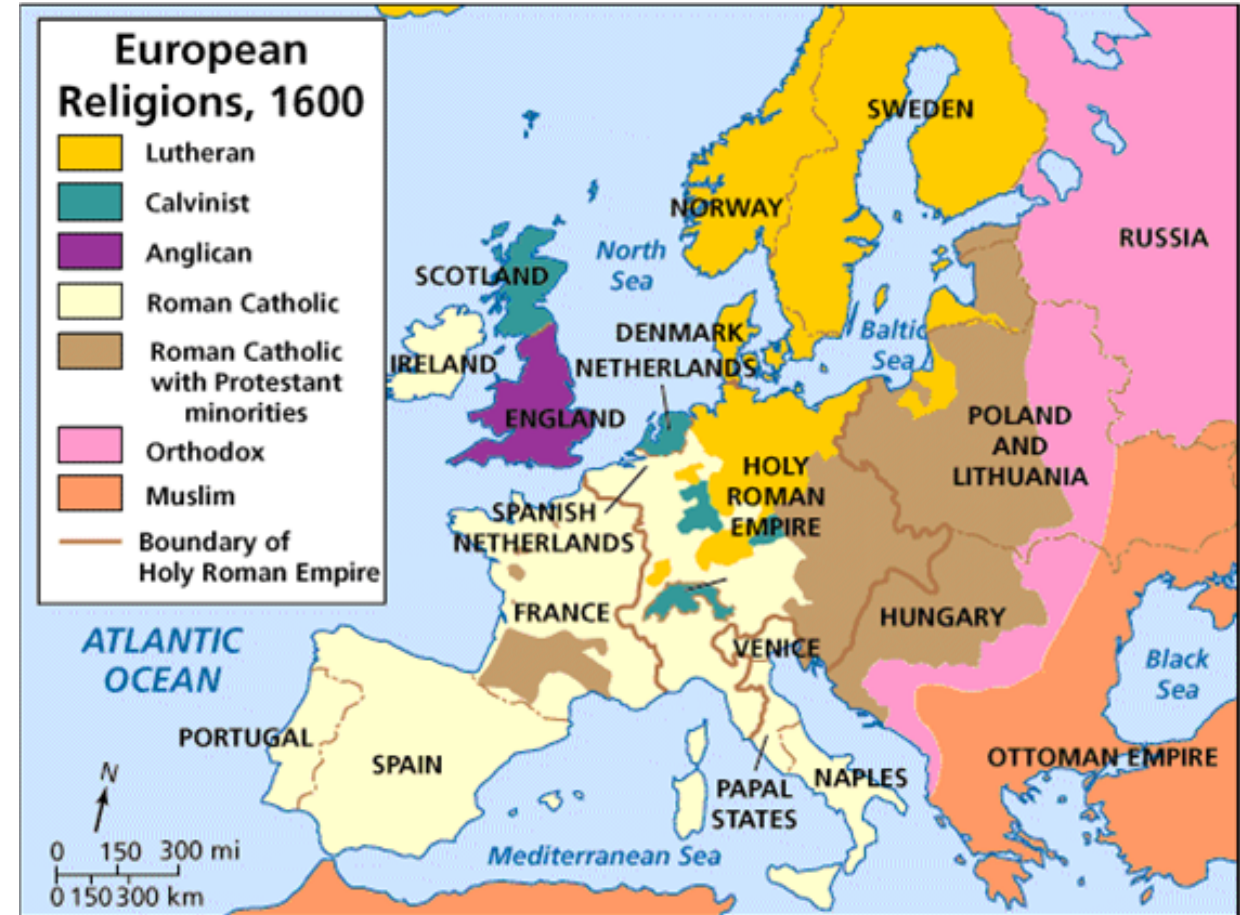 European
Religions, 1600
Lutheran
Calvinist
Anglican
Roman Catholic
Roman Catholic
with Protestant
minorities
Orthodox
Muslim
Boundary of
Holy Roman Empire
SWEDEN
NORWAY
RUSSIA
North
Sea
SCOTLAND
DENMARK
Baltic
Sea
IRELAND
NETHERLANDS
ENGLAND
POLAND
AND
LITHUANIA
HOLY
ROMAN
EMPIRE
SPANISH
NETHERLANDS
FRANCE
HUNGARY
VENICE
ATLANTIC
OCEAN
Black
Sea
PORTUGAL
SPAIN
OTTOMAN EMPIRE
PAPAL
STATES
NAPLES
Mediterranean Sea
N
0 150 300 mi
0 150 300 km